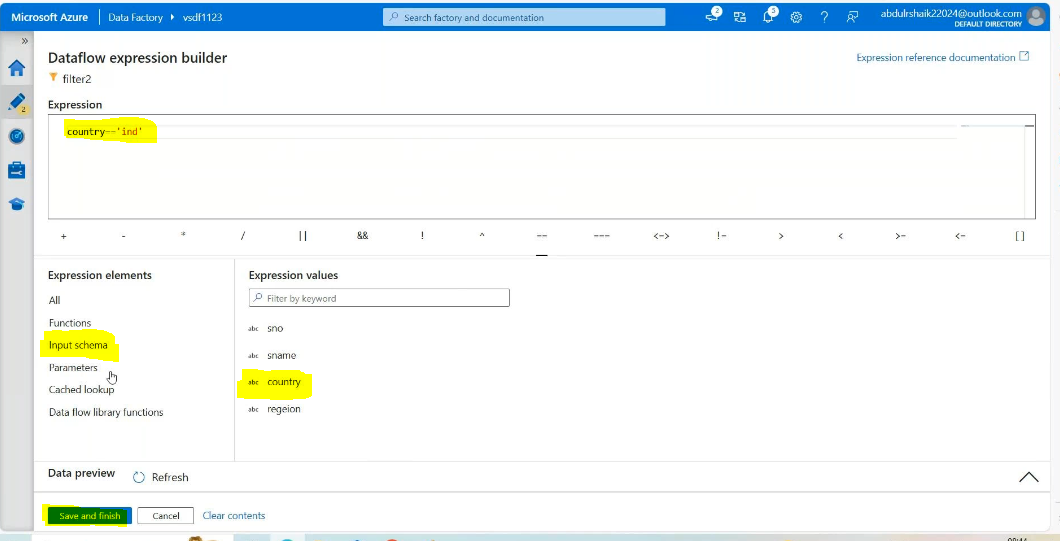 Microsoft Azure Data Factory vsdf1123 Search factory and documentation 2 5 abdulrshaik22024@outlook.com
DEFAULT DIRECTORY
»
Dataflow expression builder
Expression reference documentation
filter2
2
Expression
country=='ind'
+ - * / || && ! ^ == === <=> != > < >= <= []
Expression elements
Expression values
All
Filter by keyword
Functions
abc sno
Input schema
abc sname
Parameters
abc country
Cached lookup
abc regeion
Data flow library functions
Data preview Refresh
Save and finish Cancel Clear contents